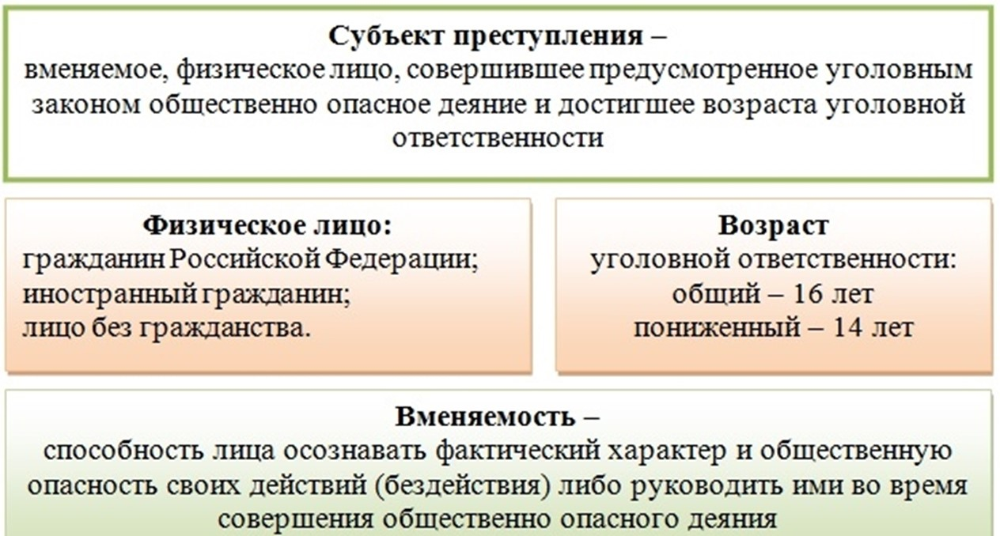 Субъект преступления –
вменяемое, физическое лицо, совершившее предусмотренное уголовным
законом общественно опасное деяние и достигшее возраста уголовной
ответственности
Физическое лицо:
гражданин Российской Федерации;
иностранный гражданин;
лицо без гражданства.
Возраст
уголовной ответственности:
общий – 16 лет
пониженный – 14 лет
Вменяемость –
способность лица осознавать фактический характер и общественную
опасность своих действий (бездействия) либо руководить ими во время
совершения общественно опасного деяния